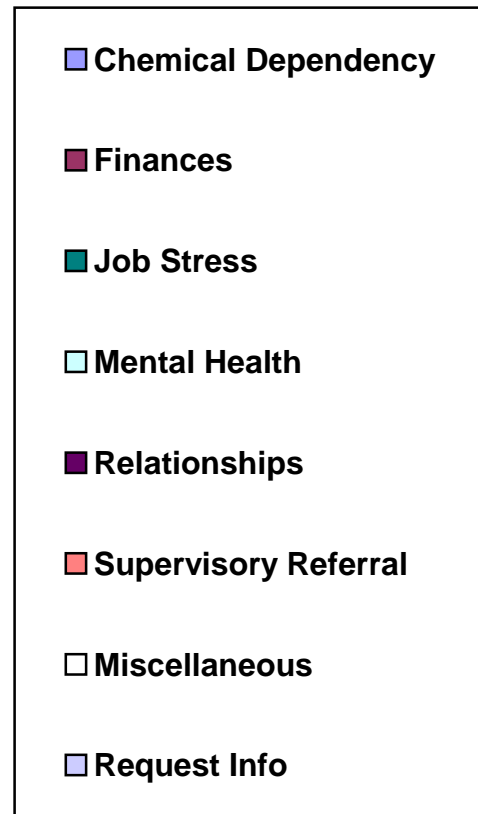 Chemical Dependency
Finances
Job Stress
Mental Health
Relationships
Supervisory Referral
Miscellaneous
Request Info